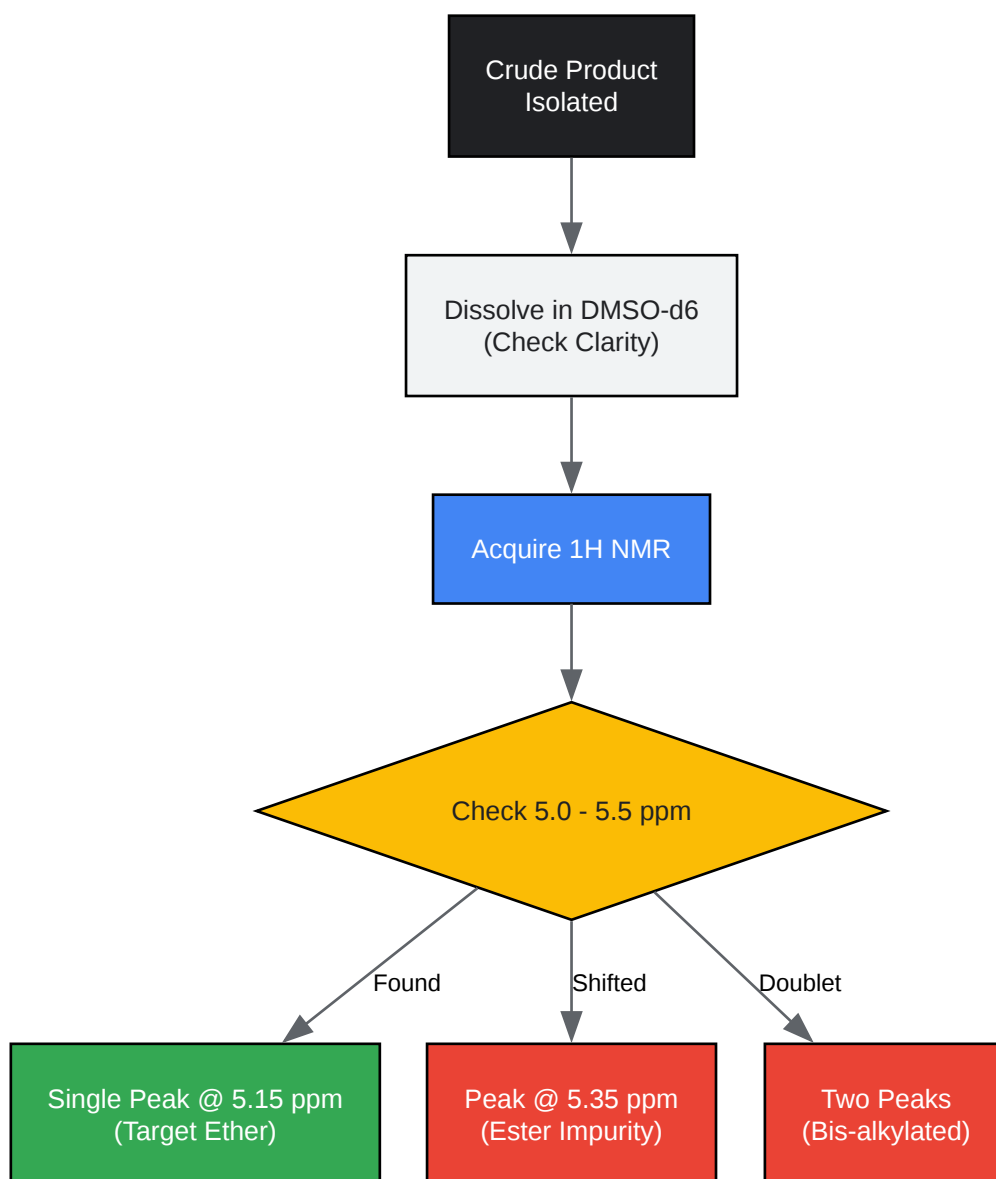 Crude Product
Isolated
Dissolve in DMSO-d6
(Check Clarity)
Acquire 1H NMR
Check 5.0 - 5.5 ppm
Found
Shifted
Doublet
Single Peak @ 5.15 ppm
(Target Ether)
Peak @ 5.35 ppm
(Ester Impurity)
Two Peaks
(Bis-alkylated)